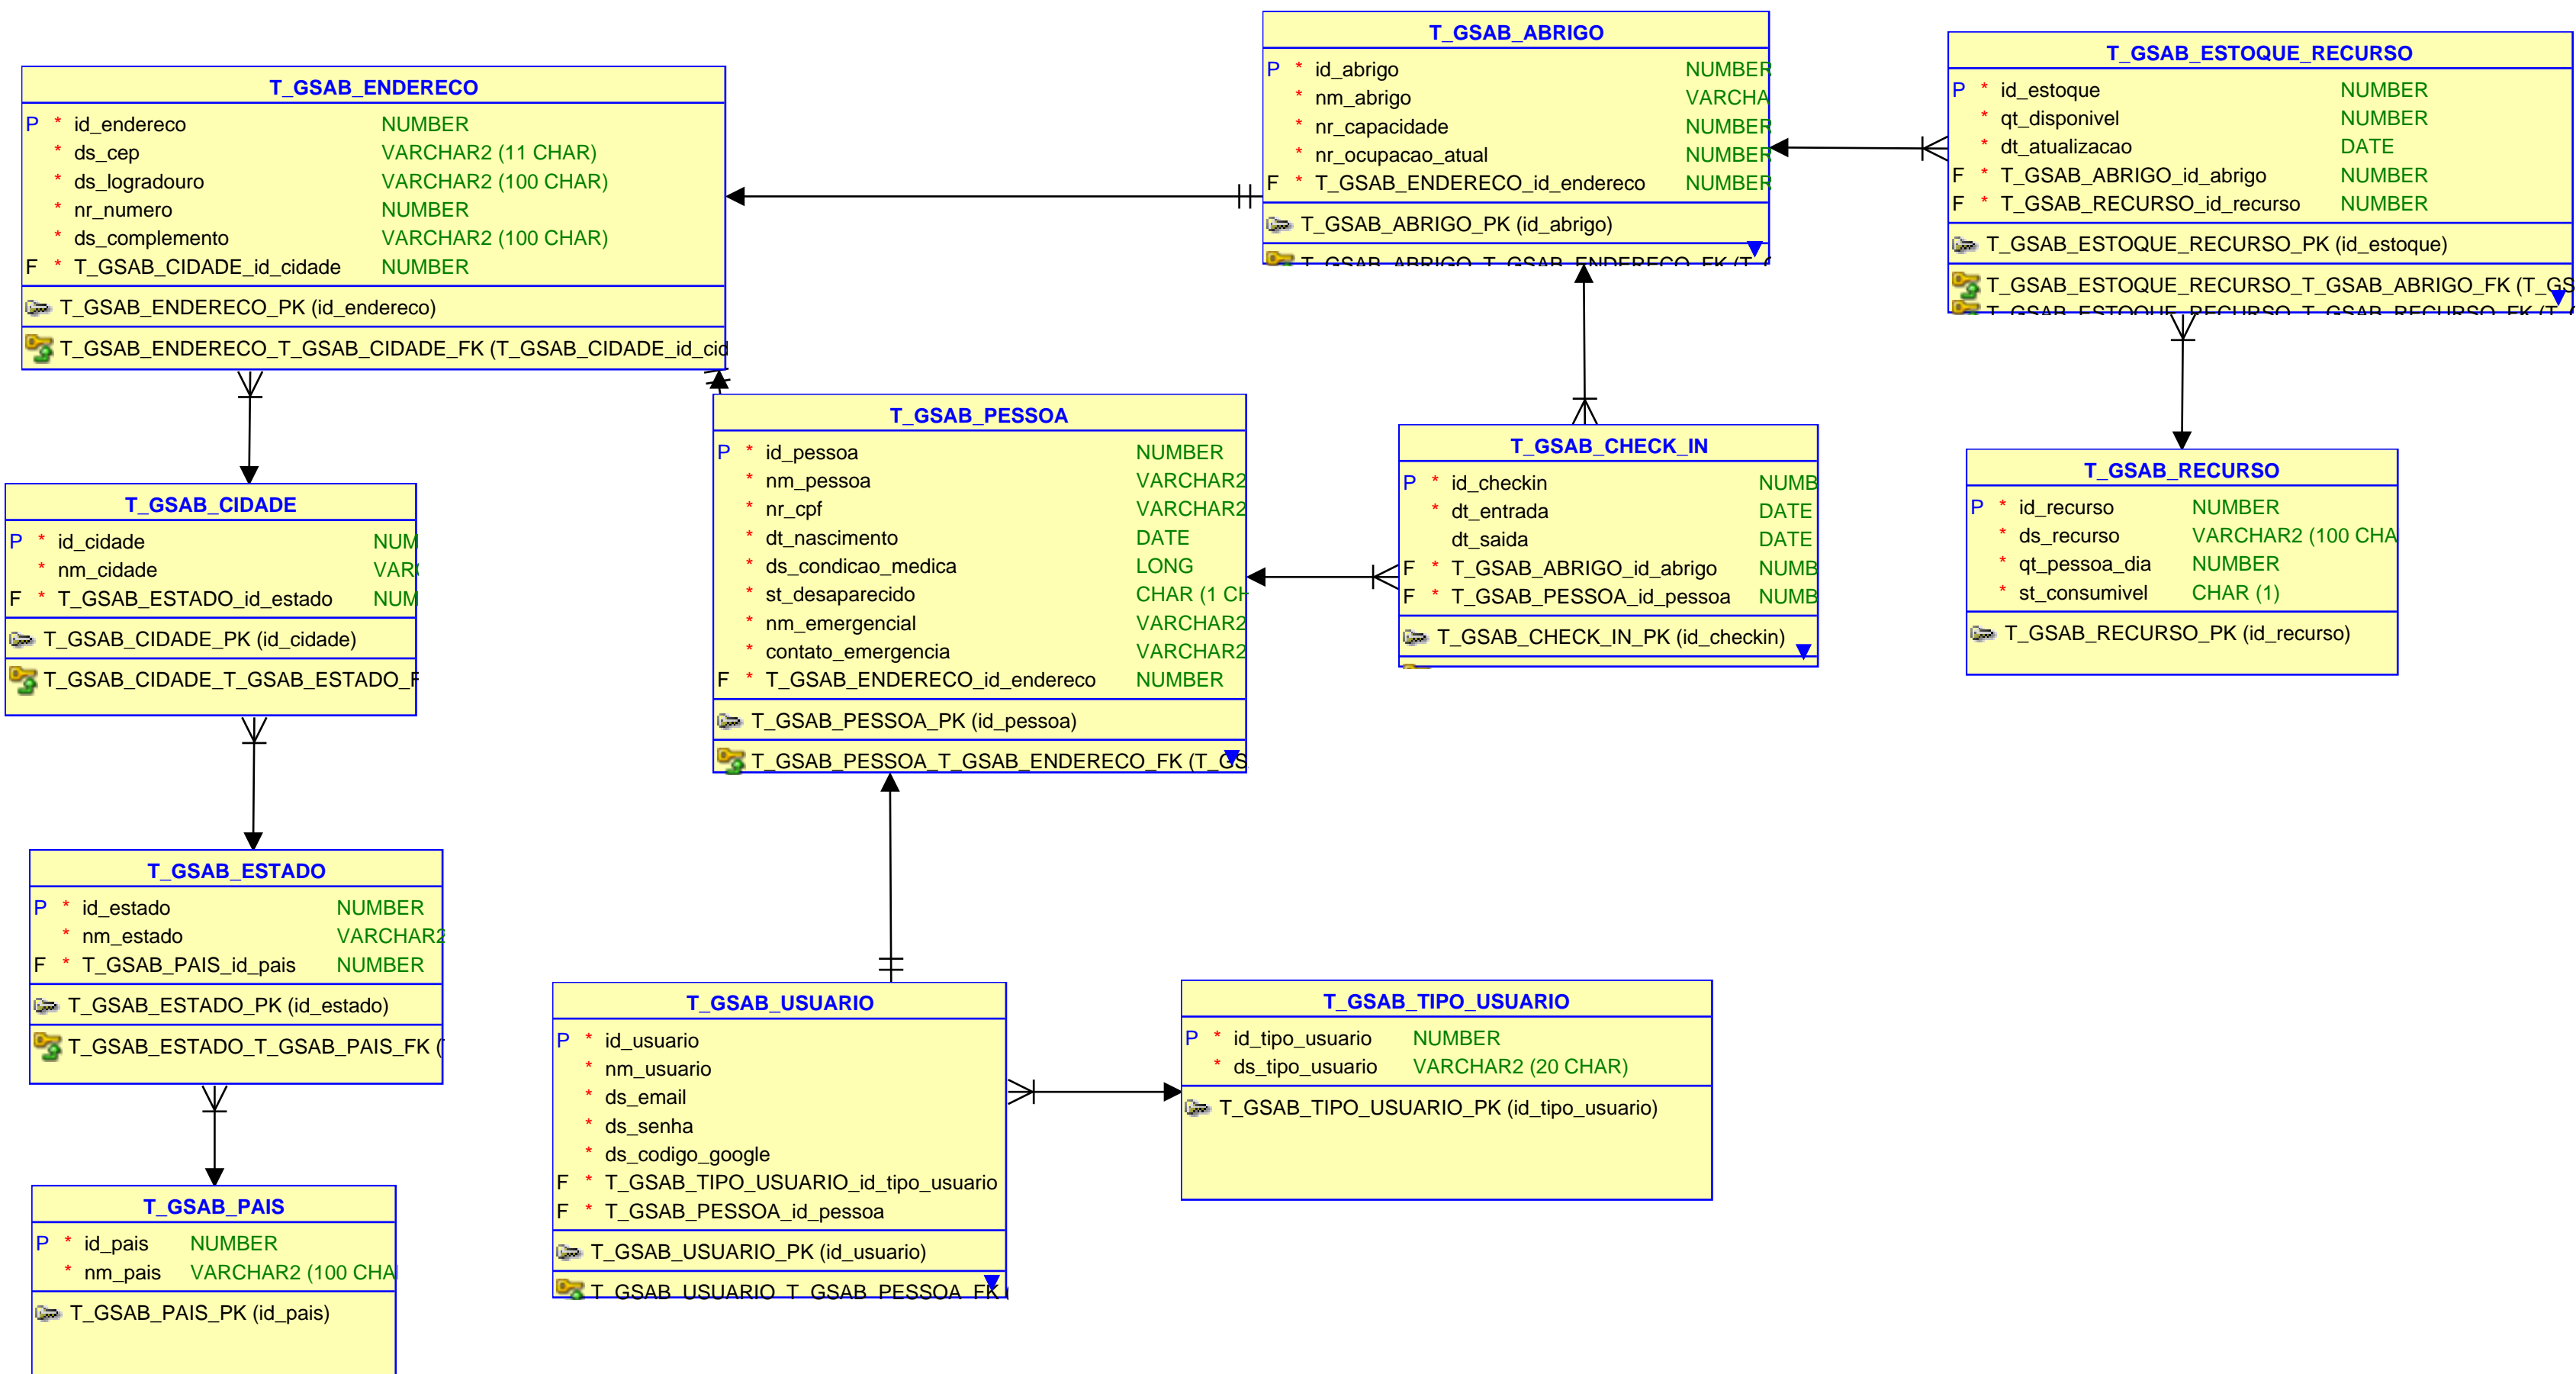 T_GSAB_ENDERECO
P * id_endereco NUMBER
* ds_cep VARCHAR2 (11 CHAR)
* ds_logradouro VARCHAR2 (100 CHAR)
* nr_numero NUMBER
* ds_complemento VARCHAR2 (100 CHAR)
F * T_GSAB_CIDADE_id_cidade NUMBER
T_GSAB_ENDERECO_PK (id_endereco)
T_GSAB_ENDERECO_T_GSAB_CIDADE_FK (T_GSAB_CIDADE_id_cid
T_GSAB_ABRIGO
P * id_abrigo NUMBER
* nm_abrigo VARCHA
* nr_capacidade NUMBER
* nr_ocupacao_atual NUMBER
F * T_GSAB_ENDERECO_id_endereco NUMBER
T_GSAB_ABRIGO_PK (id_abrigo)
T_GSAB_ABRIGO_T_GSAB_ENDERECO_FK (T_G
T_GSAB_ESTOQUE_RECURSO
P * id_estoque NUMBER
* qt_disponivel NUMBER
* dt_atualizacao DATE
F * T_GSAB_ABRIGO_id_abrigo NUMBER
F * T_GSAB_RECURSO_id_recurso NUMBER
T_GSAB_ESTOQUE_RECURSO_PK (id_estoque)
T_GSAB_ESTOQUE_RECURSO_T_GSAB_ABRIGO_FK (T_GS
T_GSAB_ESTOQUE_RECURSO_T_GSAB_RECURSO_FK (T_G
T_GSAB_PESSOA
P * id_pessoa NUMBER
* nm_pessoa VARCHAR2
* nr_cpf VARCHAR2
* dt_nascimento DATE
* ds_condicao_medica LONG
* st_desaparecido CHAR (1 CH
* nm_emergencial VARCHAR2
* contato_emergencia VARCHAR2
F * T_GSAB_ENDERECO_id_endereco NUMBER
T_GSAB_PESSOA_PK (id_pessoa)
T_GSAB_PESSOA_T_GSAB_ENDERECO_FK (T_GS
T_GSAB_CHECK_IN
P * id_checkin NUMB
* dt_entrada DATE
dt_saida DATE
F * T_GSAB_ABRIGO_id_abrigo NUMB
F * T_GSAB_PESSOA_id_pessoa NUMB
T_GSAB_CHECK_IN_PK (id_checkin)
T_GSAB_RECURSO
P * id_recurso NUMBER
* ds_recurso VARCHAR2 (100 CHA
* qt_pessoa_dia NUMBER
* st_consumivel CHAR (1)
T_GSAB_RECURSO_PK (id_recurso)
T_GSAB_CIDADE
P * id_cidade NUM
* nm_cidade VAR
F * T_GSAB_ESTADO_id_estado NUM
T_GSAB_CIDADE_PK (id_cidade)
T_GSAB_CIDADE_T_GSAB_ESTADO_F
T_GSAB_ESTADO
P * id_estado NUMBER
* nm_estado VARCHAR2
F * T_GSAB_PAIS_id_pais NUMBER
T_GSAB_ESTADO_PK (id_estado)
T_GSAB_ESTADO_T_GSAB_PAIS_FK (
T_GSAB_USUARIO
P * id_usuario
* nm_usuario
* ds_email
* ds_senha
* ds_codigo_google
F * T_GSAB_TIPO_USUARIO_id_tipo_usuario
F * T_GSAB_PESSOA_id_pessoa
T_GSAB_USUARIO_PK (id_usuario)
T_GSAB_USUARIO_T_GSAB_PESSOA_FK (
T_GSAB_TIPO_USUARIO
P * id_tipo_usuario NUMBER
* ds_tipo_usuario VARCHAR2 (20 CHAR)
T_GSAB_TIPO_USUARIO_PK (id_tipo_usuario)
T_GSAB_PAIS
P * id_pais NUMBER
* nm_pais VARCHAR2 (100 CHA
T_GSAB_PAIS_PK (id_pais)